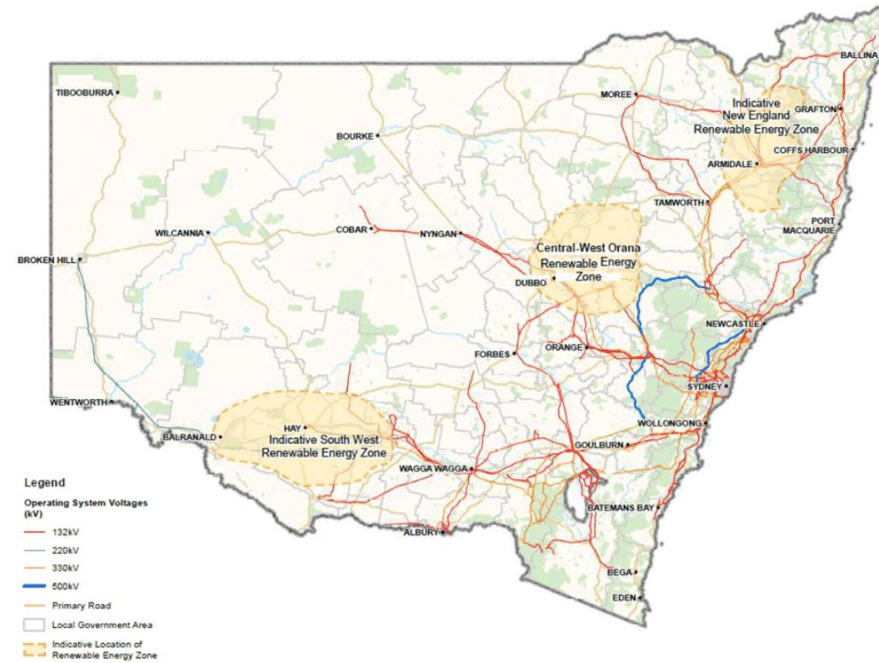 BALLINA
TIBOOBURRA
MOREE
Indicative
New England
Renewable Energy Zone
GRAFTON
BOURKE
COFFS HARBOUR
ARMIDALE
TAMWORTH
PORT
MACQUARIE
WILCANNIA
COBAR
NYNGAN
Central-West Orana
Renewable Energy
Zone
BROKEN HILL
DUBBO
NEWCASTLE
ORANGE
FORBES
SYDNEY
WENTWORTH
WOLLONGONG
HAY
BALRANALD
Indicative South West
Renewable Energy Zone
GOULBURN
WAGGA WAGGA
BATEMANS BAY
ALBURY
BEGA
EDEN
Legend
Operating System Voltages
(kV)
132kV
220kV
330kV
500kV
Primary Road
Local Government Area
Indicative Location of
Renewable Energy Zone